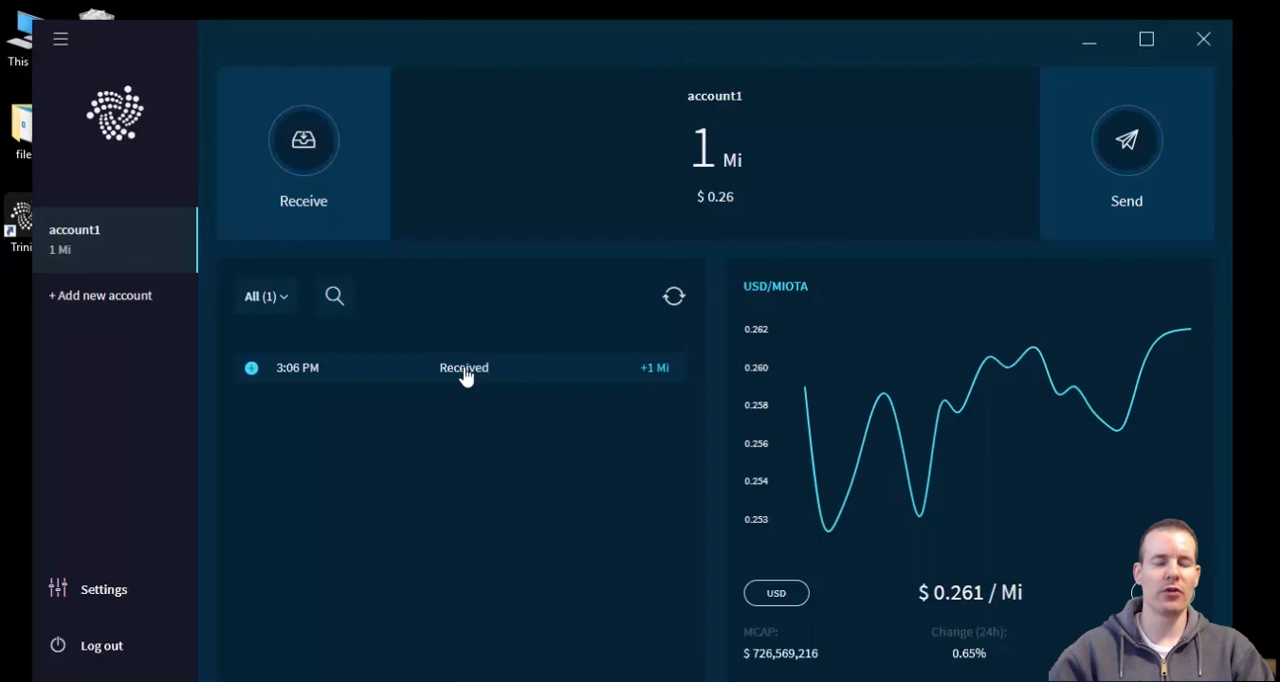 This
file
Trini
account1
1 Mi
+ Add new account
Settings
Log out
Receive
account1
1 Mi
$ 0.26
Send
All (1)
3:06 PM Received +1 Mi
USD/MIOTA
0.262
0.260
0.258
0.256
0.254
0.253
USD
$ 0.261 / Mi
MCAP: Change (24h):
$ 726,569,216 0.65%